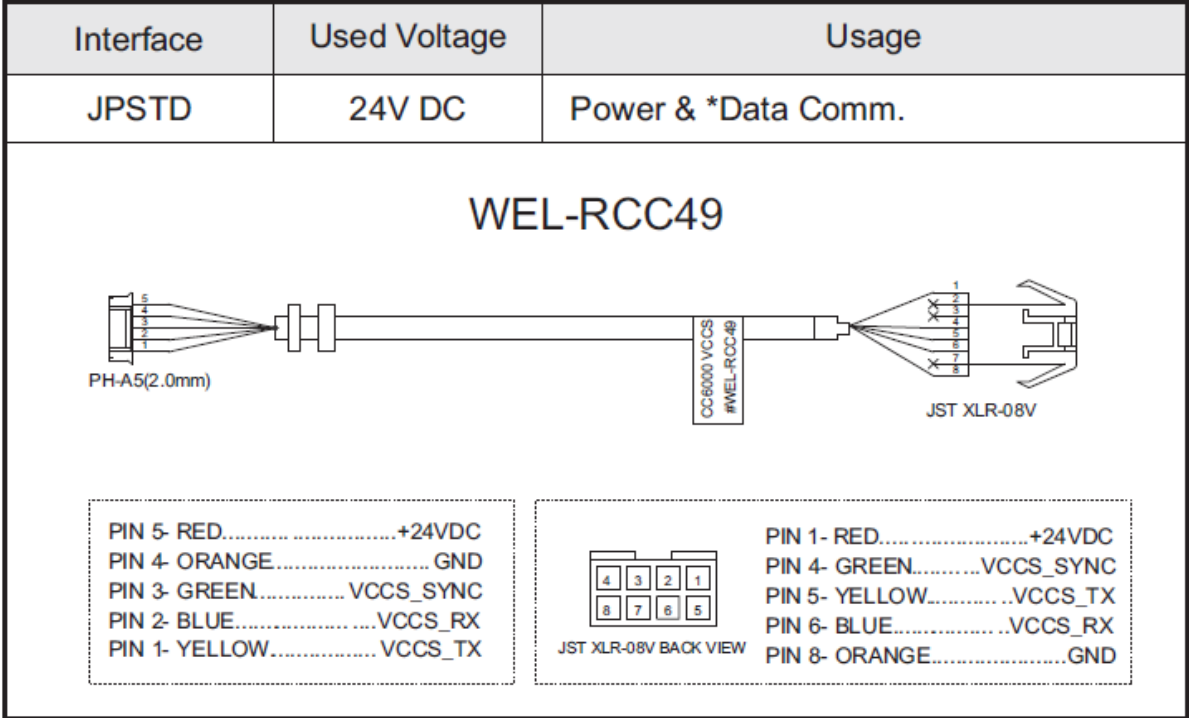 Interface Used Voltage Usage
JPSTD 24V DC Power & *Data Comm.
WEL-RCC49
5
4
3
2
1
PH-A5(2.0mm)
CC6000 VCCS
#WEL-RCC49
1
2
3
4
5
6
7
8
JST XLR-08V
PIN 5- RED............................+24VDC
PIN 4- ORANGE.......................... GND
PIN 3- GREEN............... VCCS_SYNC
PIN 2- BLUE.......................VCCS_RX
PIN 1- YELLOW................. VCCS_TX
4 3 2 1
8 7 6 5
JST XLR-08V BACK VIEW
PIN 1- RED........................+24VDC
PIN 4- GREEN...........VCCS_SYNC
PIN 5- YELLOW.............VCCS_TX
PIN 6- BLUE..................VCCS_RX
PIN 8- ORANGE......................GND